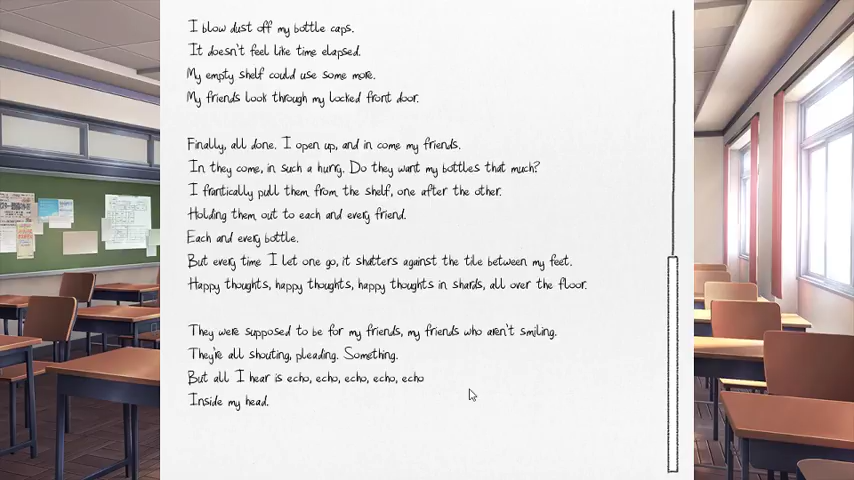 I blow dust off my bottle caps.
It doesn't feel like time elapsed.
My empty shelf could use some more.
My friends look through my locked front door.
Finally, all done. I open up, and in come my friends.
In they come, in such a hurry. Do they want my bottles that much?
I frantically pull them from the shelf, one after the other.
Holding them out to each and every friend.
Each and every bottle.
But every time I let one go, it shatters against the tile between my feet.
Happy thoughts, happy thoughts, happy thoughts in shards, all over the floor.
They were supposed to be for my friends, my friends who aren't smiling.
They're all shouting, pleading. Something.
But all I hear is echo, echo, echo, echo, echo
Inside my head.